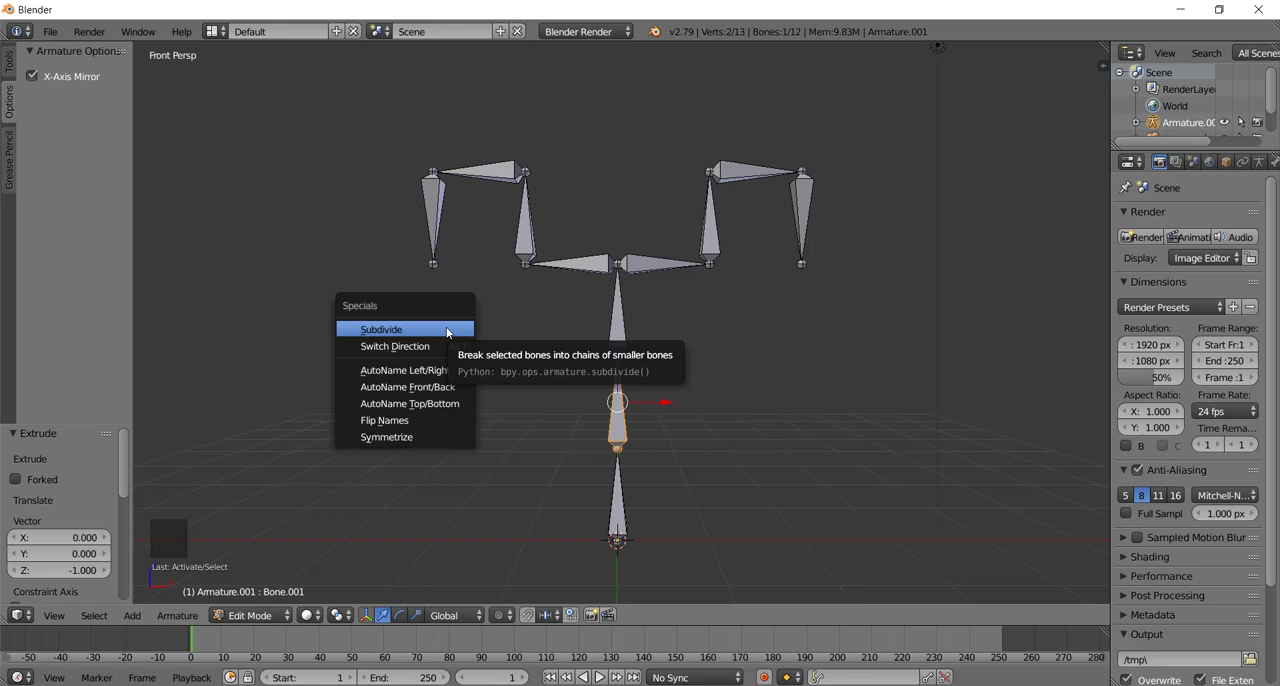 Blender
File Render Window Help Default Scene Blender Render v2.79 | Verts:2/13 | Bones:1/12 | Mem:9.83M | Armature.001
Armature Options
X-Axis Mirror
Tools
Options
Grease Pencil
Front Persp
View Search All Scenes
Scene
RenderLaye
World
Armature.00
Scene
Render
Render Animati Audio
Display: Image Editor
Dimensions
Render Presets
Resolution: Frame Range:
: 1920 px Start Fr:1
:1080 px End :250
50% Frame :1
Aspect Ratio: Frame Rate:
X: 1.000 24 fps
Y: 1.000 Time Rema...
B C 1 1
Anti-Aliasing
5 8 11 16 Mitchell-N...
Full Sampl 1.000 px
Sampled Motion Blur
Shading
Performance
Post Processing
Metadata
Output
/tmp\
Overwrite File Exten
Specials
Subdivide
Switch Direction
AutoName Left/Righ
AutoName Front/Back
AutoName Top/Bottom
Flip Names
Symmetrize
Break selected bones into chains of smaller bones
Python: bpy.ops.armature.subdivide()
Extrude
Extrude
Forked
Translate
Vector
X: 0.000
Y: 0.000
Z: -1.000
Constraint Axis
Last: Activate/Select
(1) Armature.001 : Bone.001
View Select Add Armature Edit Mode Global
-50 -40 -30 -20 -10 0 10 20 30 40 50 60 70 80 90 100 110 120 130 140 150 160 170 180 190 200 210 220 230 240 250 260 270 280
View Marker Frame Playback Start: 1 End: 250 1 No Sync